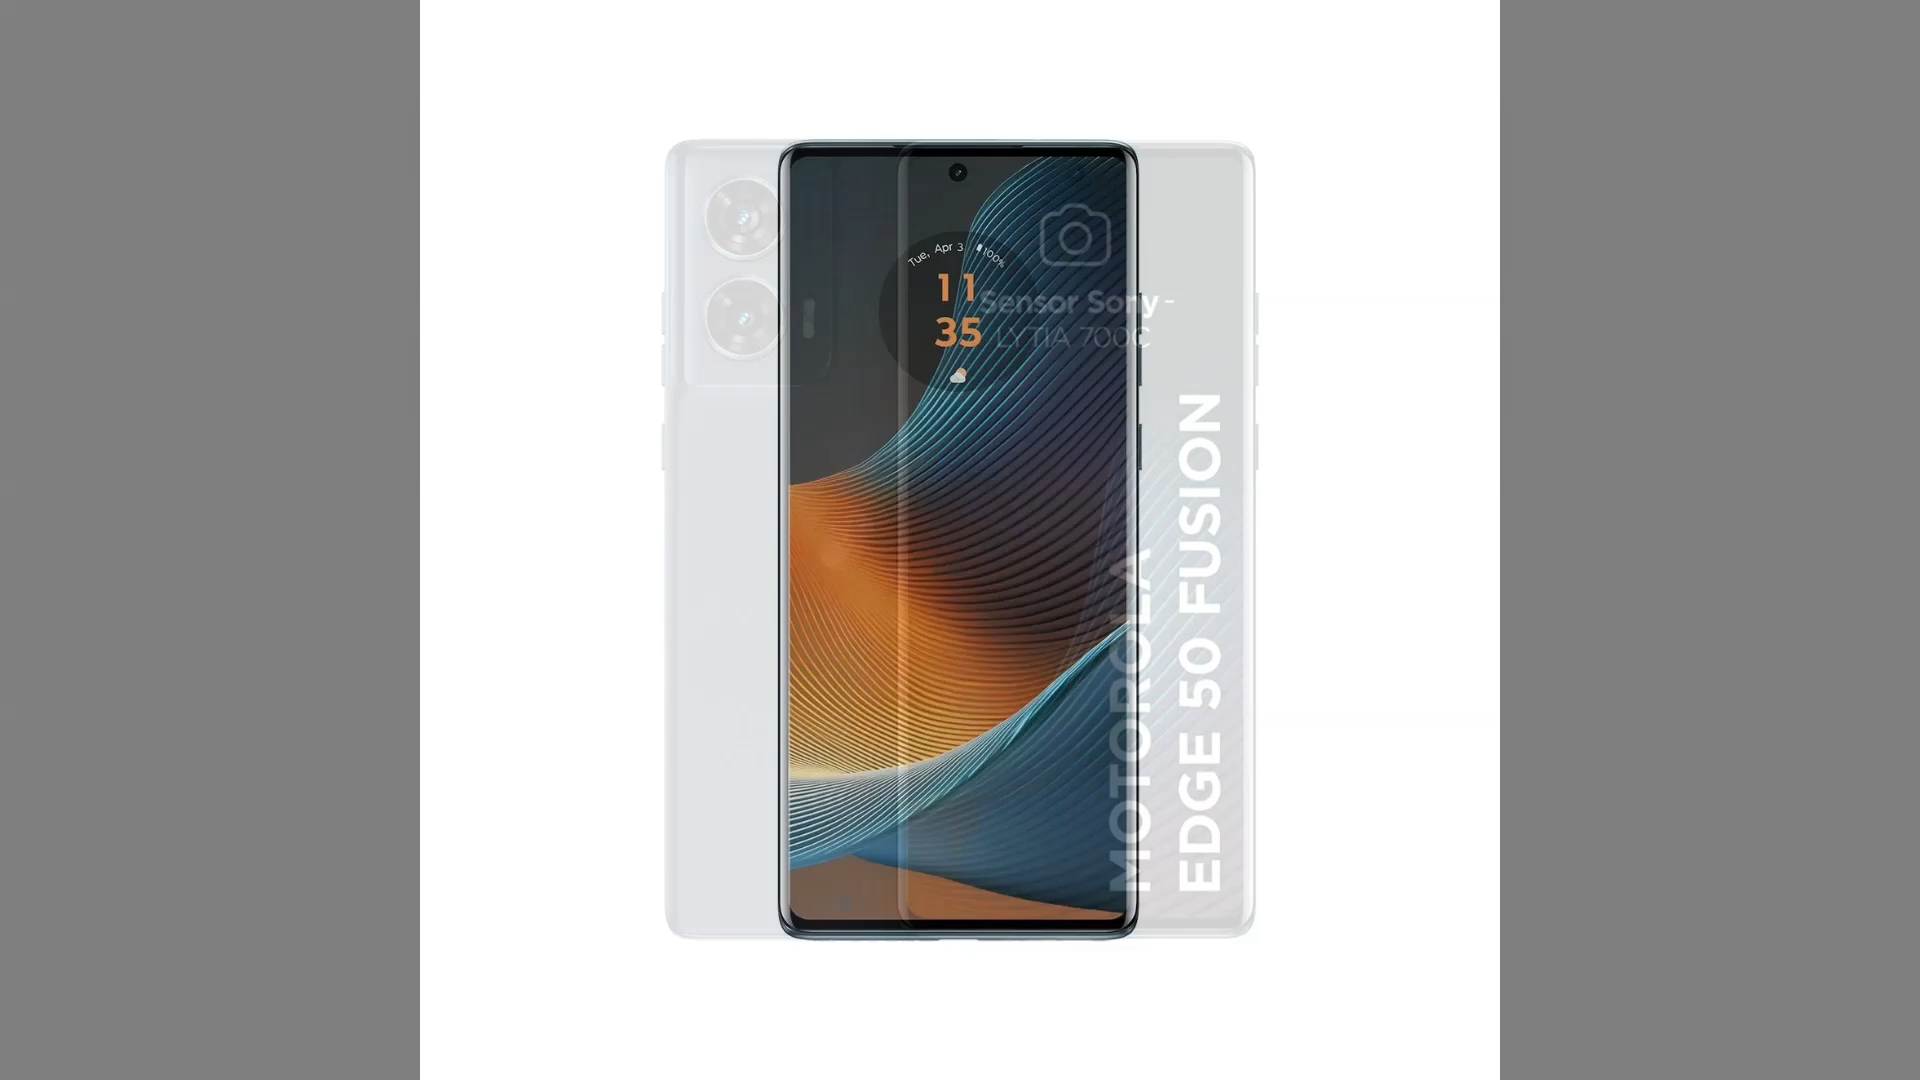 Tue, Apr 3 100%
11
35
Sensor Sony -
LYTIA 700C
MOTOROLA
EDGE 50 FUSION